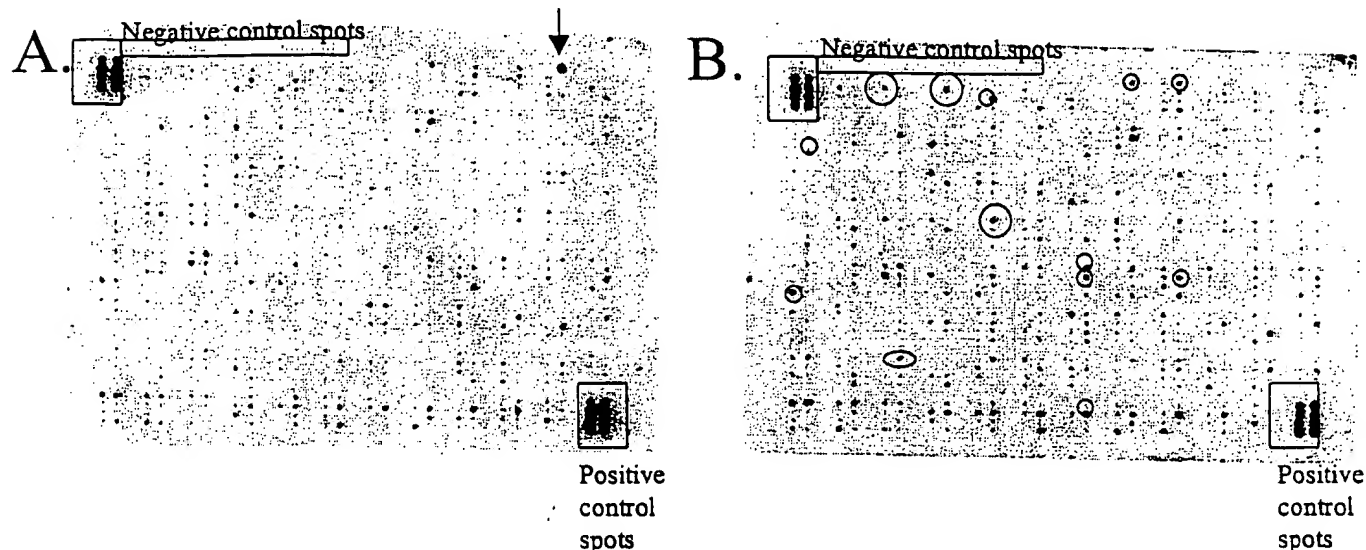 A.
Negative control spots
Positive
control
spots
B.
Negative control spots
Positive
control
spots